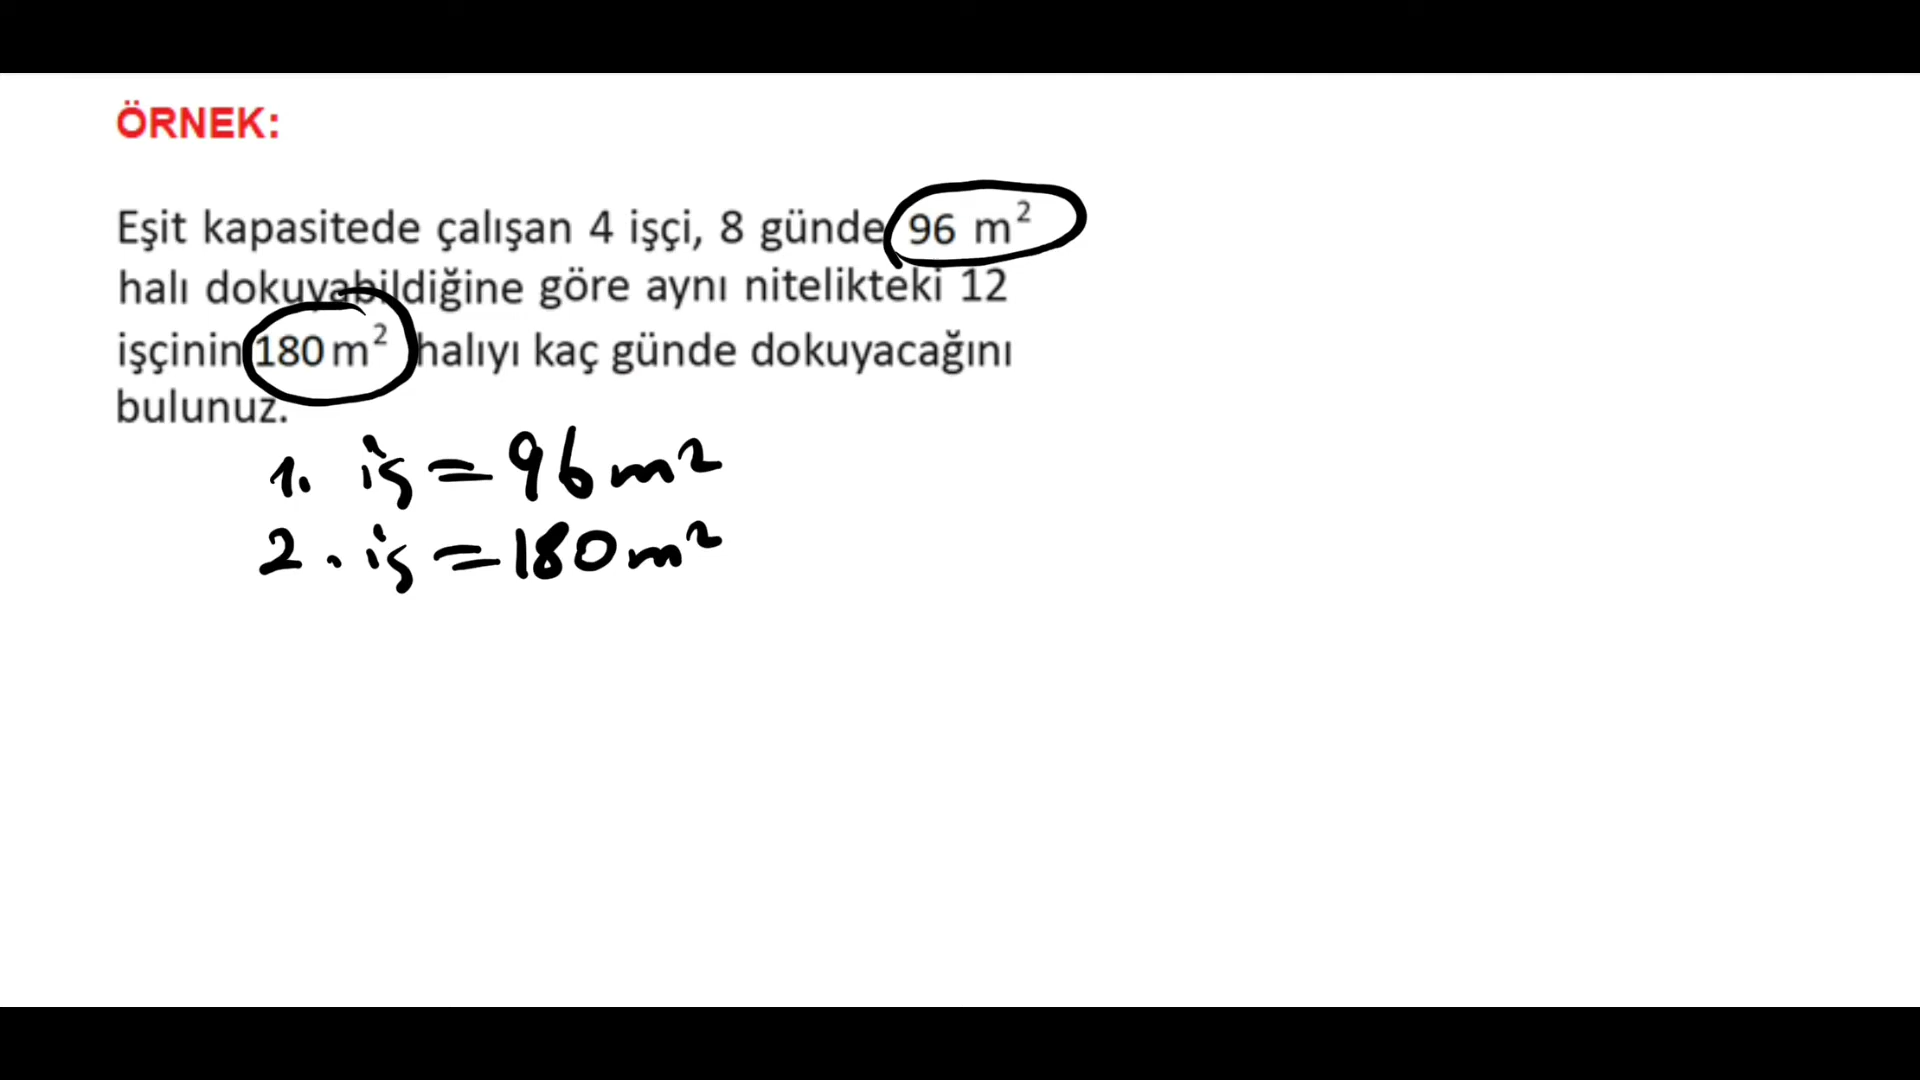 ÖRNEK:
Eşit kapasitede çalışan 4 işçi, 8 günde 96 m²
halı dokuyabildiğine göre aynı nitelikteki 12
işçinin 180 m² halıyı kaç günde dokuyacağını
bulunuz.
1. iş = 96 m²
2. iş = 180 m²